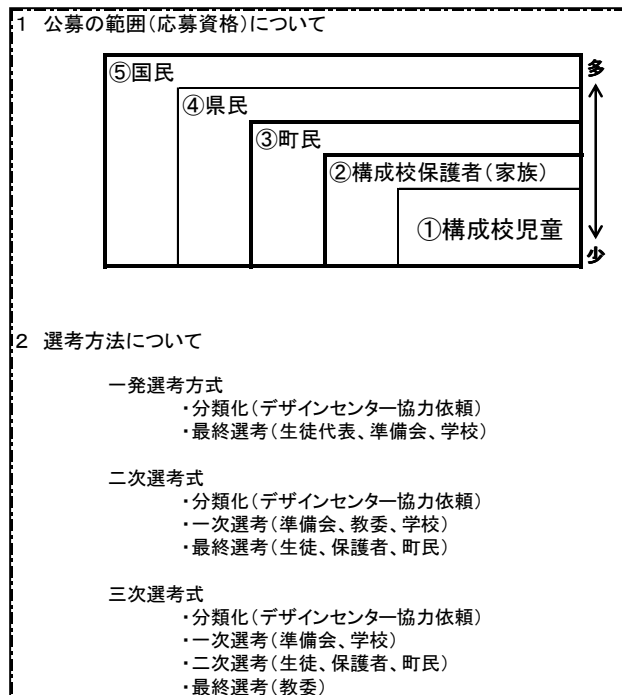 1 公募の範囲(応募資格)について
⑤国民
多
④県民
③町民
②構成校保護者(家族)
①構成校児童
少
2 選考方法について
一発選考方式
・分類化(デザインセンター協力依頼)
・最終選考(生徒代表、準備会、学校)
二次選考式
・分類化(デザインセンター協力依頼)
・一次選考(準備会、教委、学校)
・最終選考(生徒、保護者、町民)
三次選考式
・分類化(デザインセンター協力依頼)
・一次選考(準備会、学校)
・二次選考(生徒、保護者、町民)
・最終選考(教委)